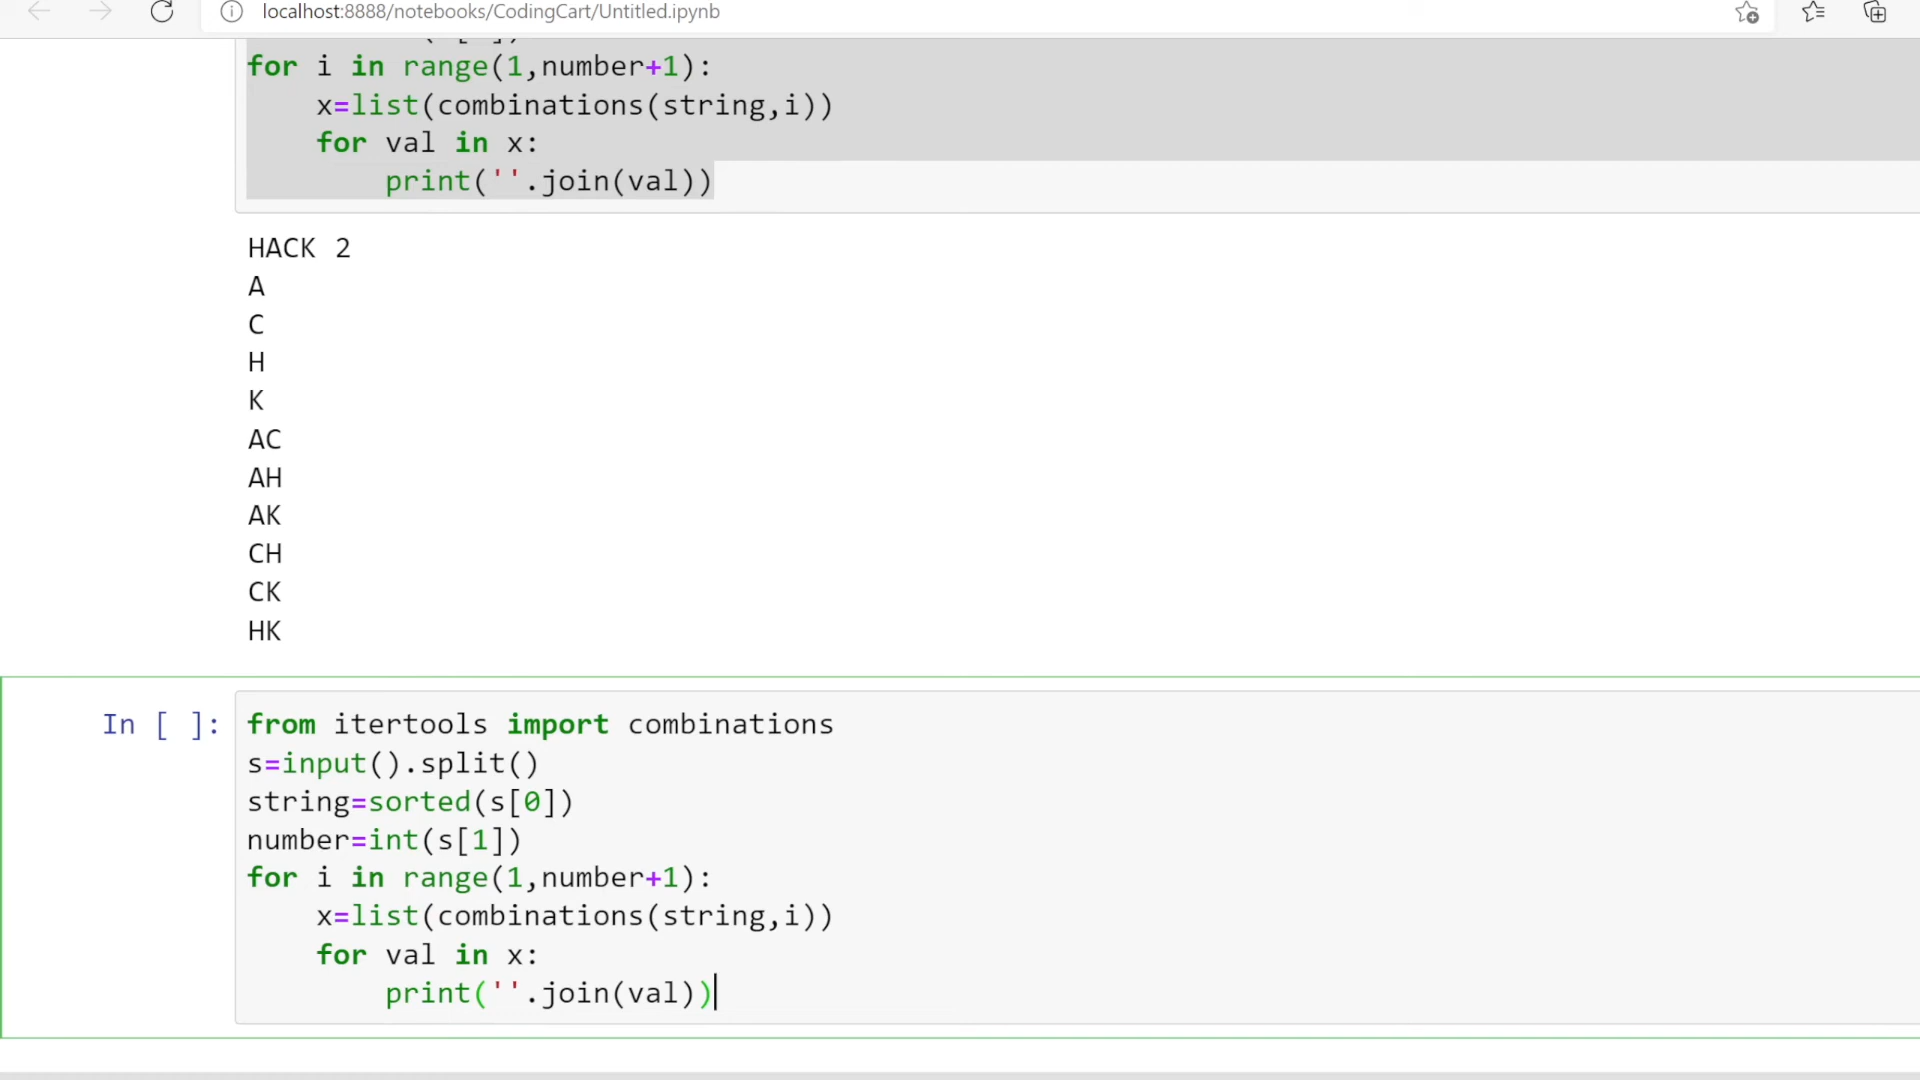 localhost:8888/notebooks/CodingCart/Untitled.ipynb
for i in range(1,number+1):
    x=list(combinations(string,i))
    for val in x:
        print(''.join(val))
HACK 2
A
C
H
K
AC
AH
AK
CH
CK
HK
In [ ]: from itertools import combinations
s=input().split()
string=sorted(s[0])
number=int(s[1])
for i in range(1,number+1):
    x=list(combinations(string,i))
    for val in x:
        print(''.join(val))